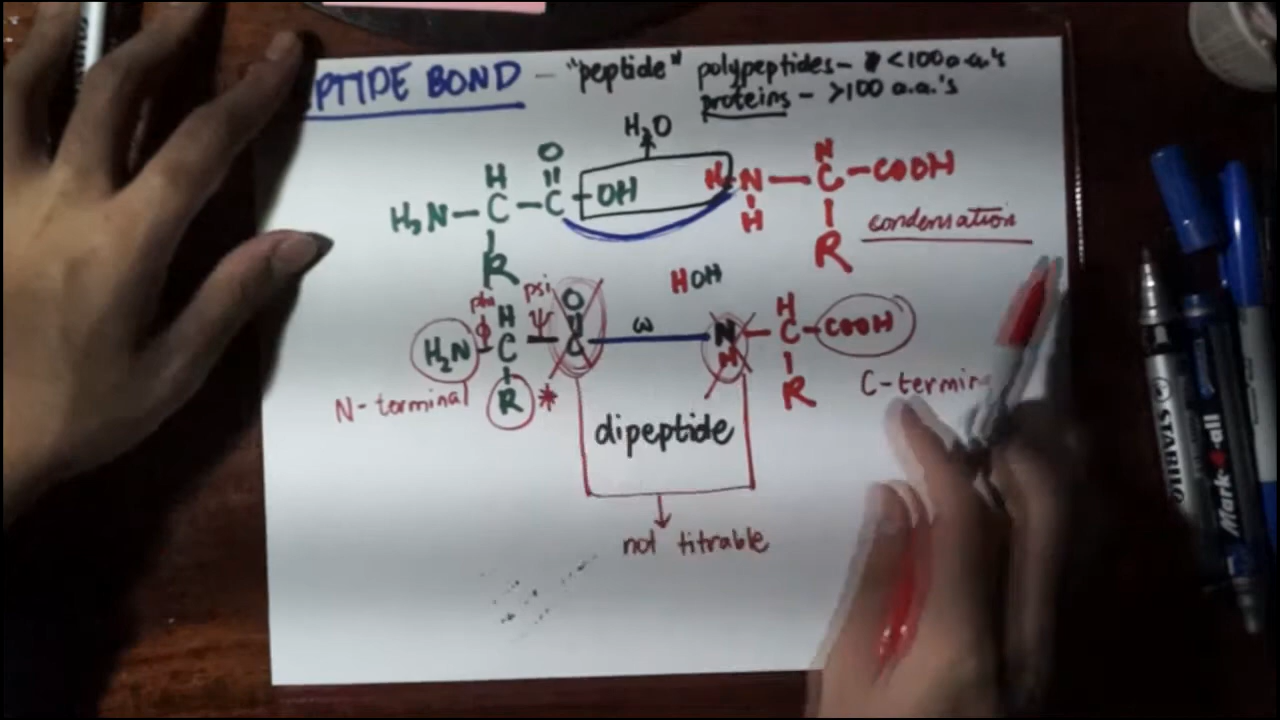 PTIDE BOND - "peptide" polypeptides - < 100 a.a.'s
proteins - > 100 a.a.'s
H2O
H O H
H2N - C - C - OH H - N - C - COOH
R H R
condensation
HOH
phi psi
H O H
H2N ϕ C ψ C ω N - C - COOH
R * H R
N-terminal C-termin
dipeptide
not titrable
STABILO
Mark-all